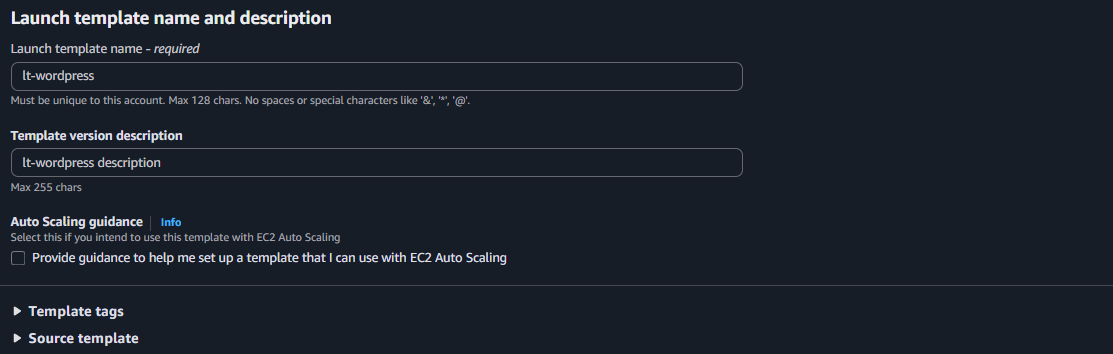 Launch template name and description
Launch template name - required
lt-wordpress
Must be unique to this account. Max 128 chars. No spaces or special characters like '&', '*', '@'.
Template version description
lt-wordpress description
Max 255 chars
Auto Scaling guidance Info
Select this if you intend to use this template with EC2 Auto Scaling
Provide guidance to help me set up a template that I can use with EC2 Auto Scaling
Template tags
Source template